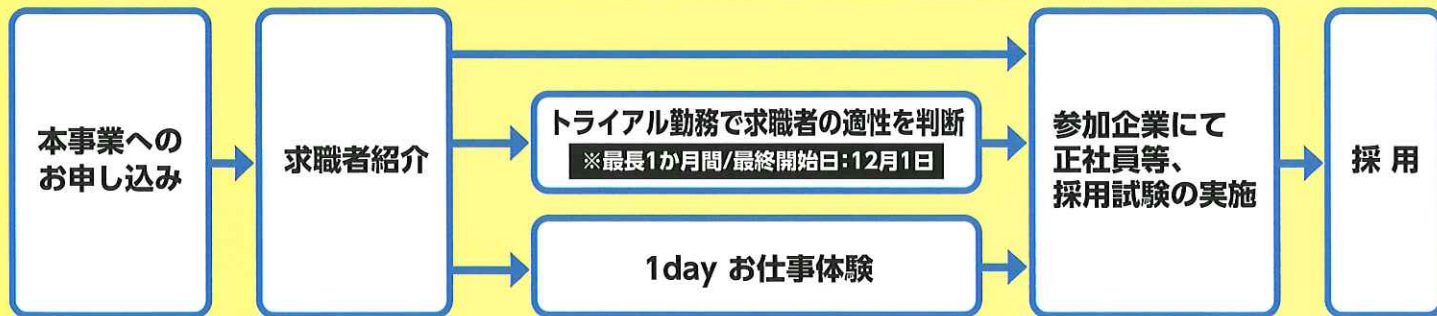 本事業への
お申し込み
求職者紹介
トライアル勤務で求職者の適性を判断
※最長1か月間/最終開始日:12月1日
1day お仕事体験
参加企業にて
正社員等、
採用試験の実施
採 用